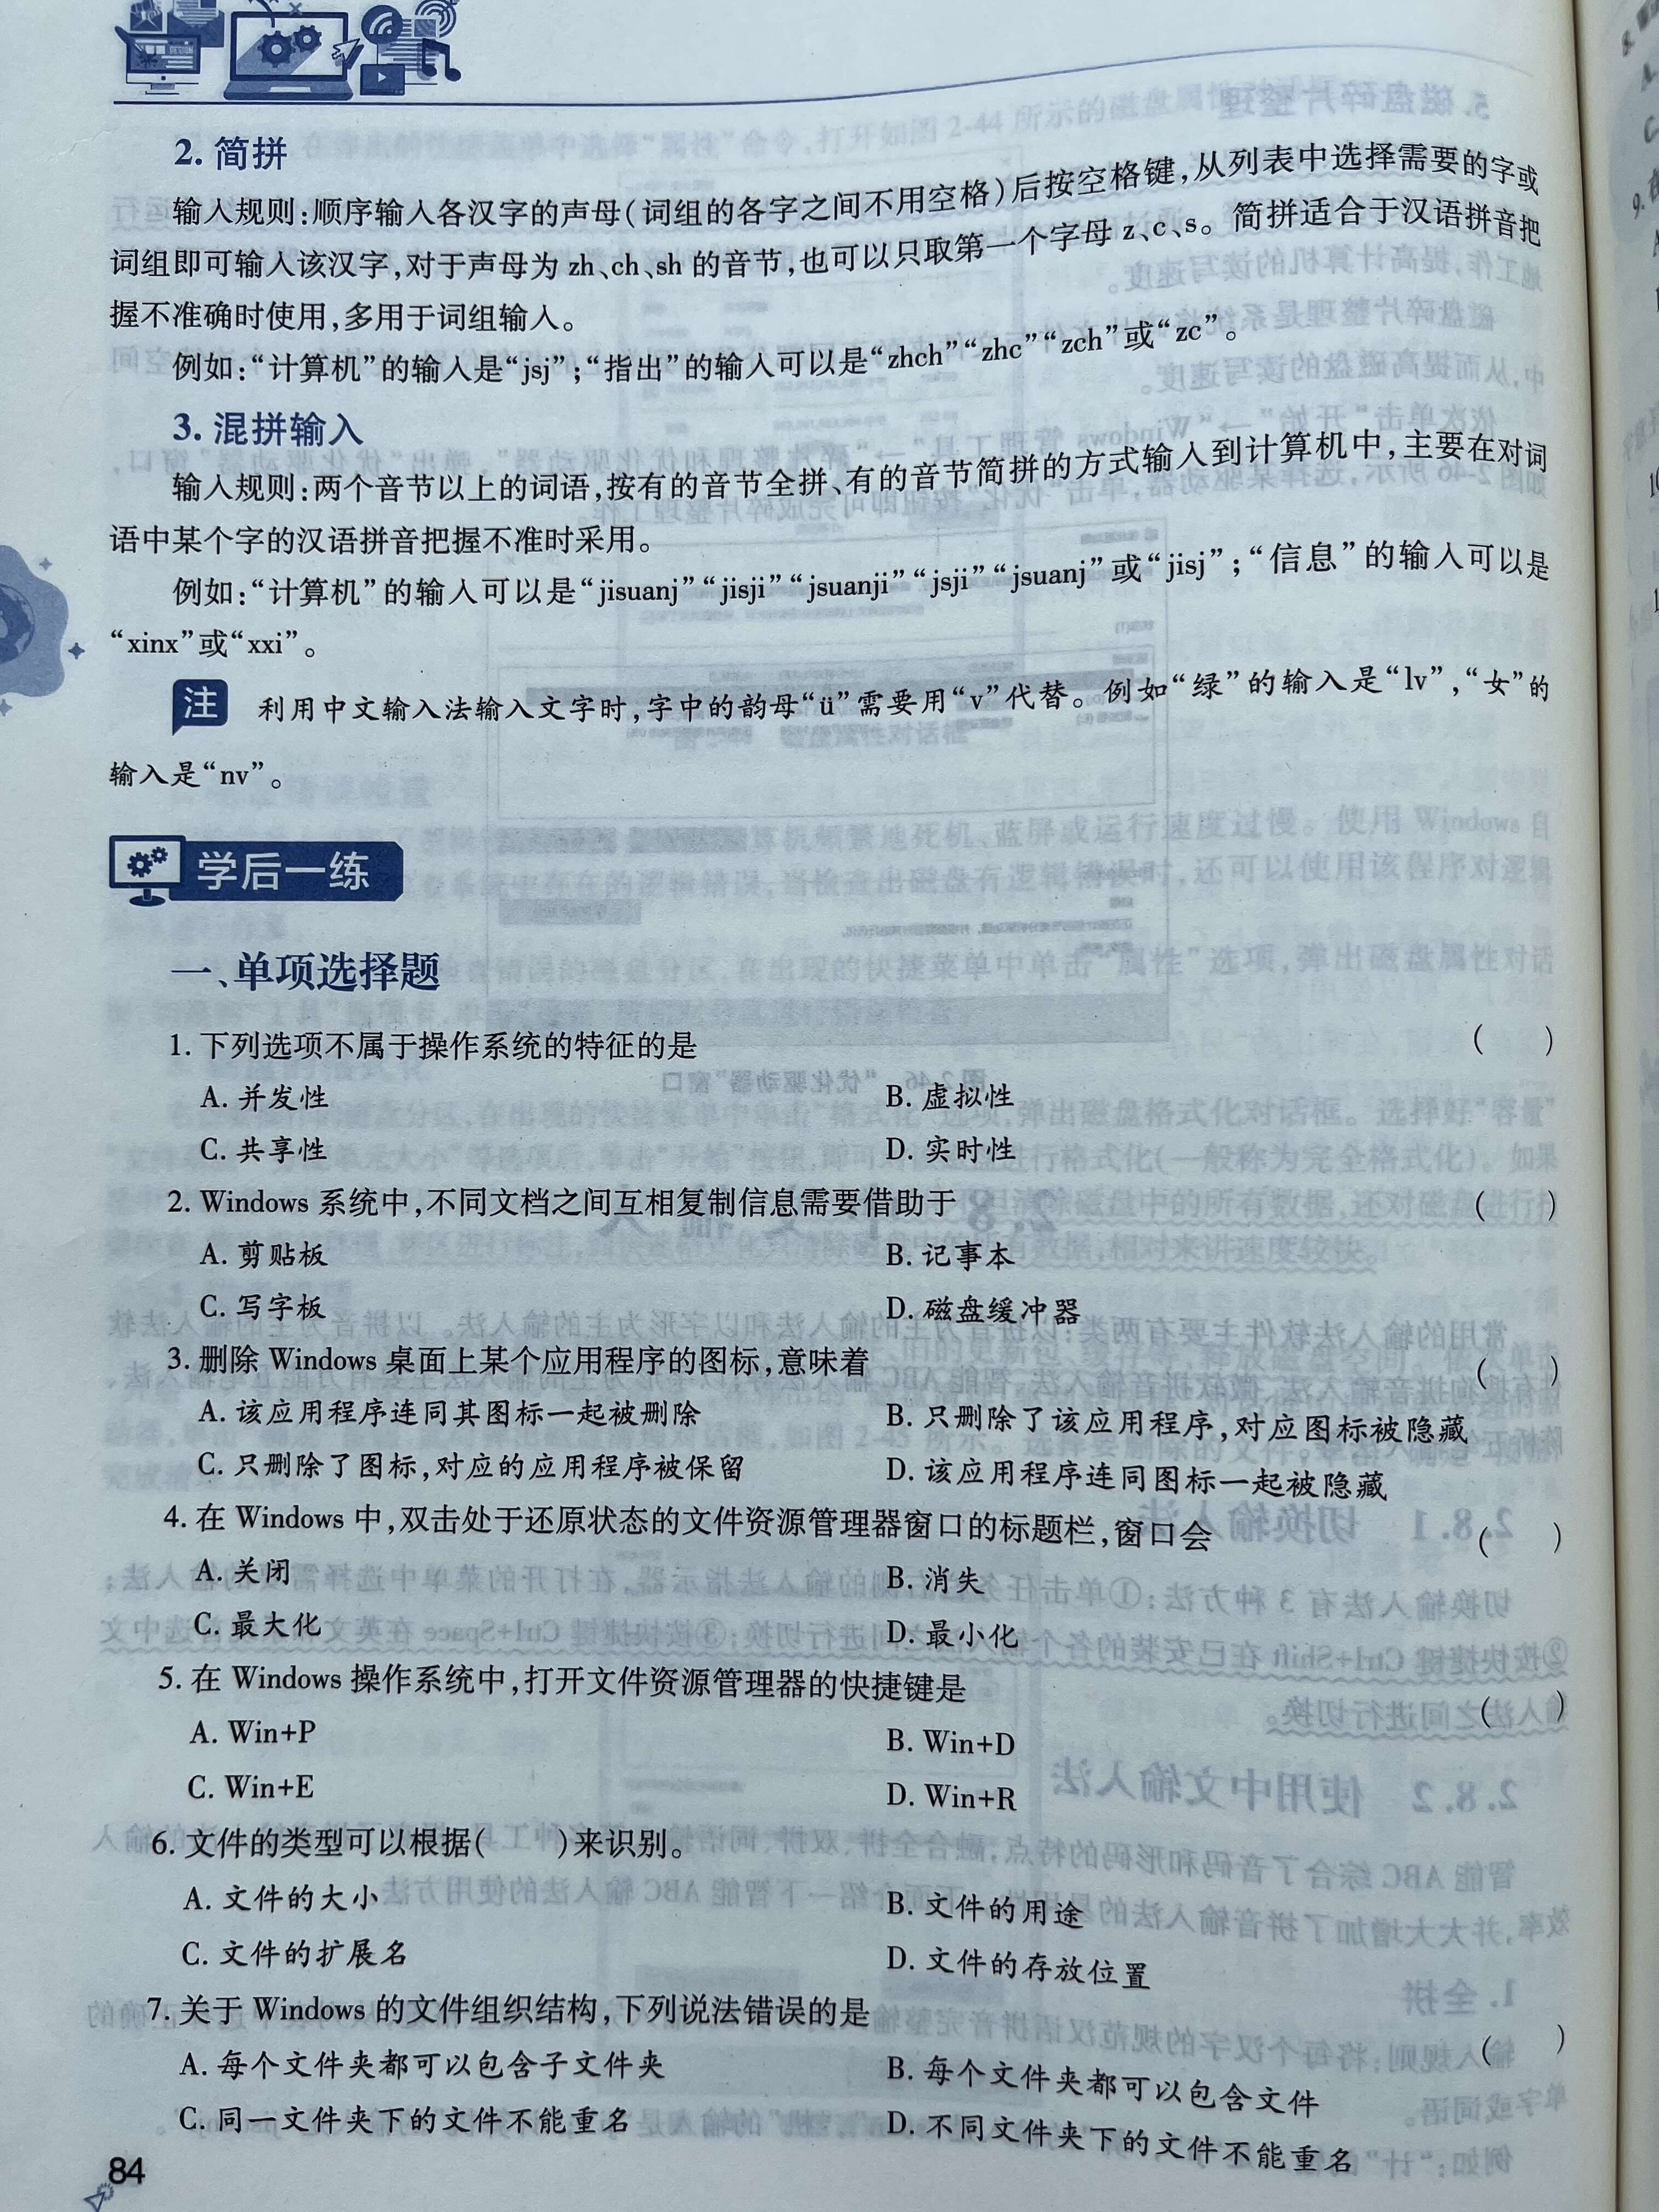 2. 简拼
输入规则:顺序输入各汉字的声母(词组的各字之间不用空格)后按空格键,从列表中选择需要的字或
词组即可输入该汉字,对于声母为 zh、ch、sh 的音节,也可以只取第一个字母 z、c、s。简拼适合于汉语拼音把
握不准确时使用,多用于词组输入。
例如:“计算机”的输入是“jsj”;“指出”的输入可以是“zhch”“zhc”“zch”或“zc”。
3. 混拼输入
输入规则:两个音节以上的词语,按有的音节全拼、有的音节简拼的方式输入到计算机中,主要在对词
语中某个字的汉语拼音把握不准时采用。
例如:“计算机”的输入可以是“jisuanj”“jisji”“jsuanji”“jsji”“jsuanj”或“jisj”;“信息”的输入可以是
“xinx”或“xxi”。
注 利用中文输入法输入文字时,字中的韵母“ü”需要用“v”代替。例如“绿”的输入是“lv”,“女”的
输入是“nv”。
学后一练
一、单项选择题
1. 下列选项不属于操作系统的特征的是 ( )
A. 并发性 B. 虚拟性
C. 共享性 D. 实时性
2. Windows 系统中,不同文档之间互相复制信息需要借助于 ( )
A. 剪贴板 B. 记事本
C. 写字板 D. 磁盘缓冲器
3. 删除 Windows 桌面上某个应用程序的图标,意味着 ( )
A. 该应用程序连同其图标一起被删除 B. 只删除了该应用程序,对应图标被隐藏
C. 只删除了图标,对应的应用程序被保留 D. 该应用程序连同图标一起被隐藏
4. 在 Windows 中,双击处于还原状态的文件资源管理器窗口的标题栏,窗口会 ( )
A. 关闭 B. 消失
C. 最大化 D. 最小化
5. 在 Windows 操作系统中,打开文件资源管理器的快捷键是 ( )
A. Win+P B. Win+D
C. Win+E D. Win+R
6. 文件的类型可以根据( )来识别。
A. 文件的大小 B. 文件的用途
C. 文件的扩展名 D. 文件的存放位置
7. 关于 Windows 的文件组织结构,下列说法错误的是 ( )
A. 每个文件夹都可以包含子文件夹 B. 每个文件夹都可以包含文件
C. 同一文件夹下的文件不能重名 D. 不同文件夹下的文件不能重名
84